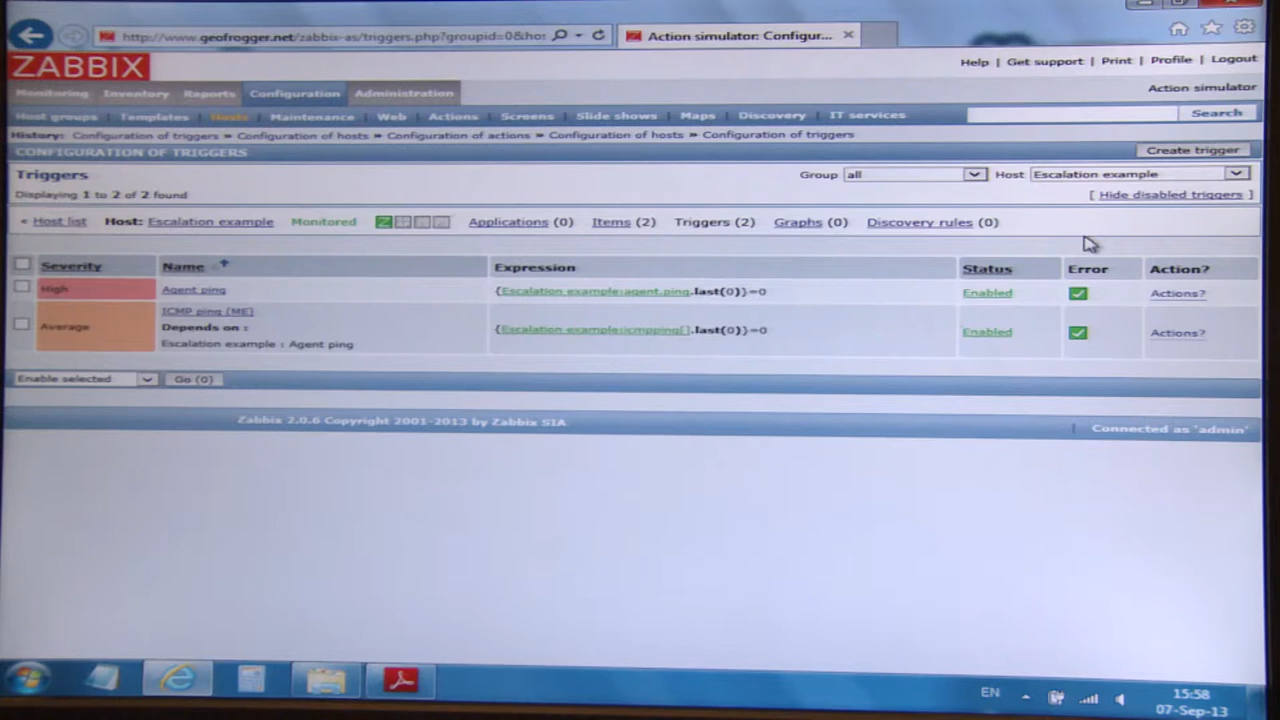 http://www.geofrogger.net/zabbix-as/triggers.php?groupid=0&hos
Action simulator: Configur...
ZABBIX
Help | Get support | Print | Profile | Logout
Monitoring Inventory Reports Configuration Administration
Action simulator
Host groups Templates Hosts Maintenance Web Actions Screens Slide shows Maps Discovery IT services Search
History: Configuration of triggers » Configuration of hosts » Configuration of actions » Configuration of hosts » Configuration of triggers
CONFIGURATION OF TRIGGERS Create trigger
Triggers Group all Host Escalation example
Displaying 1 to 2 of 2 found [ Hide disabled triggers ]
« Host list Host: Escalation example Monitored Z Applications (0) Items (2) Triggers (2) Graphs (0) Discovery rules (0)
Severity Name Expression Status Error Action?
High Agent ping {Escalation example:agent.ping.last(0)}=0 Enabled Actions?
ICMP ping (ME)
Average Depends on : {Escalation example:icmpping[].last(0)}=0 Enabled Actions?
Escalation example : Agent ping
Enable selected Go (0)
Zabbix 2.0.6 Copyright 2001-2013 by Zabbix SIA
| Connected as 'admin'
EN 15:58
07-Sep-13